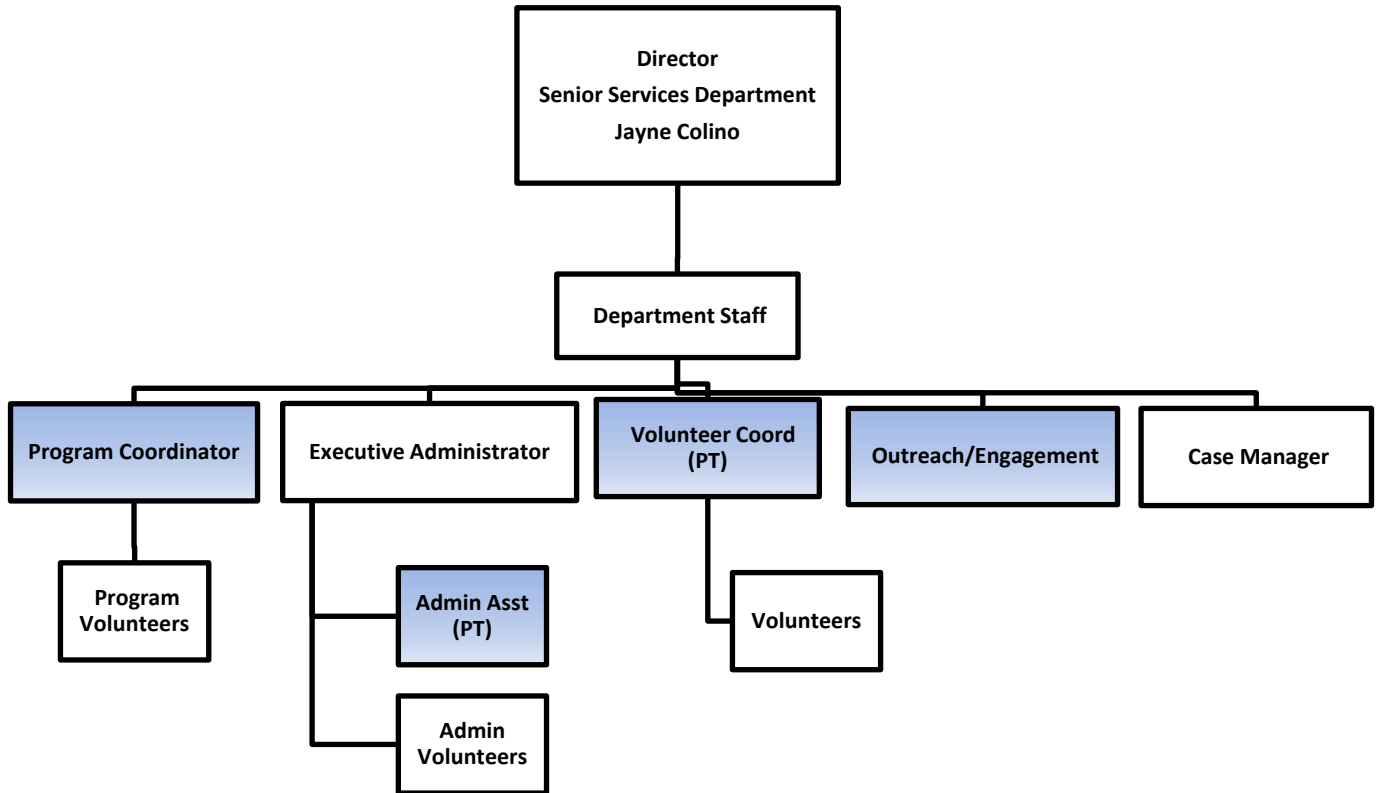 Director
Senior Services Department
Jayne Colino
Department Staff
Program Coordinator
Executive Administrator
Volunteer Coord
(PT)
Outreach/Engagement
Case Manager
Program
Volunteers
Admin Asst
(PT)
Volunteers
Admin
Volunteers